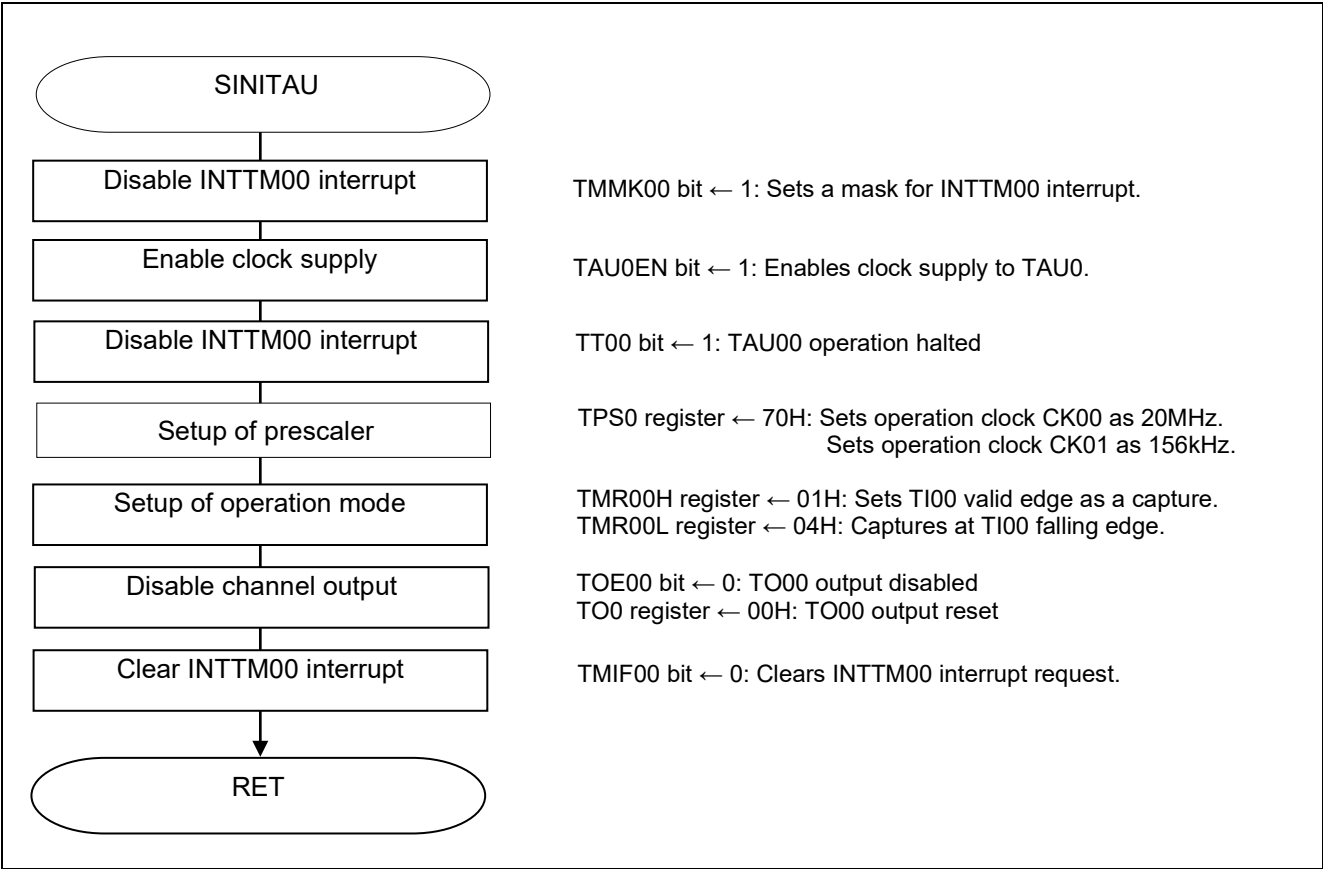 SINITAU
Disable INTTM00 interrupt
TMMK00 bit ← 1: Sets a mask for INTTM00 interrupt.
Enable clock supply
TAU0EN bit ← 1: Enables clock supply to TAU0.
Disable INTTM00 interrupt
TT00 bit ← 1: TAU00 operation halted
Setup of prescaler
TPS0 register ← 70H: Sets operation clock CK00 as 20MHz.
Sets operation clock CK01 as 156kHz.
Setup of operation mode
TMR00H register ← 01H: Sets TI00 valid edge as a capture.
TMR00L register ← 04H: Captures at TI00 falling edge.
Disable channel output
TOE00 bit ← 0: TO00 output disabled
TO0 register ← 00H: TO00 output reset
Clear INTTM00 interrupt
TMIF00 bit ← 0: Clears INTTM00 interrupt request.
RET